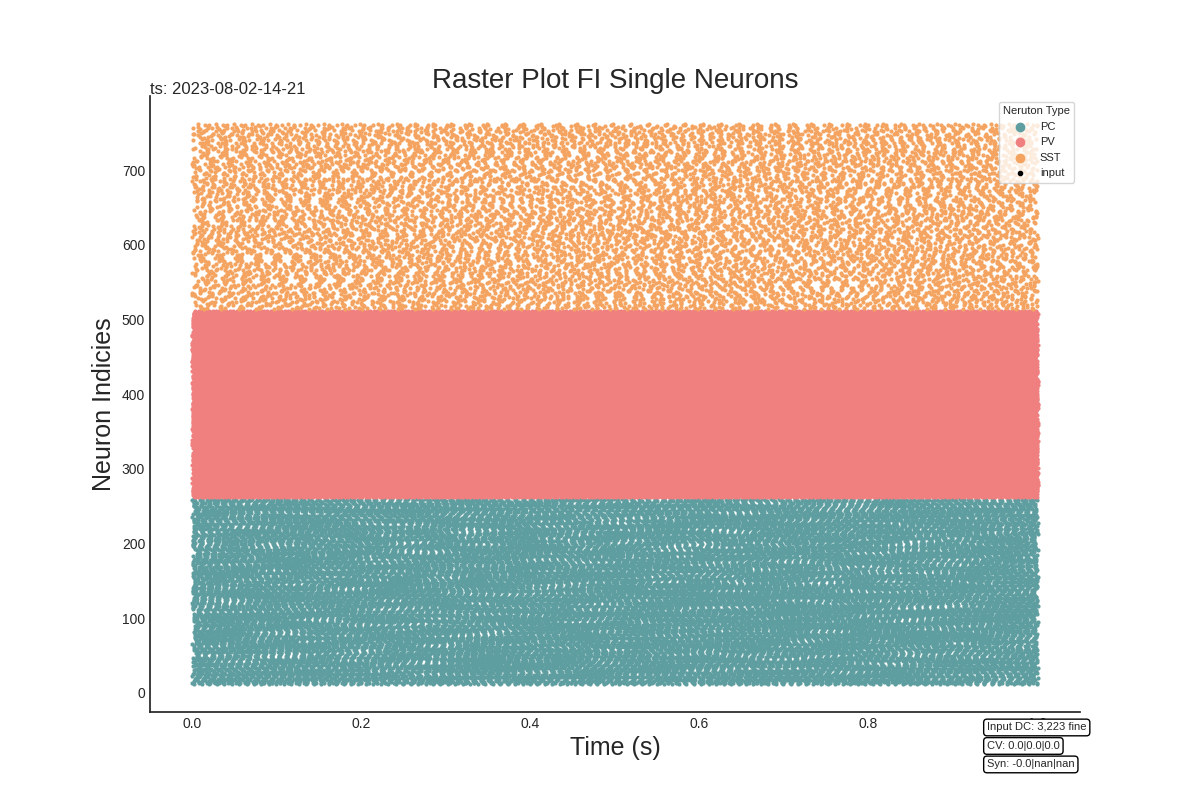 Raster Plot FI Single Neurons
ts: 2023-08-02-14-21
Neruton Type
PC
PV
SST
input
Neuron Indicies
700
600
500
400
300
200
100
0
0.0 0.2 0.4 0.6 0.8
Time (s)
Input DC: 3,223 fine
CV: 0.0|0.0|0.0
Syn: -0.0|nan|nan